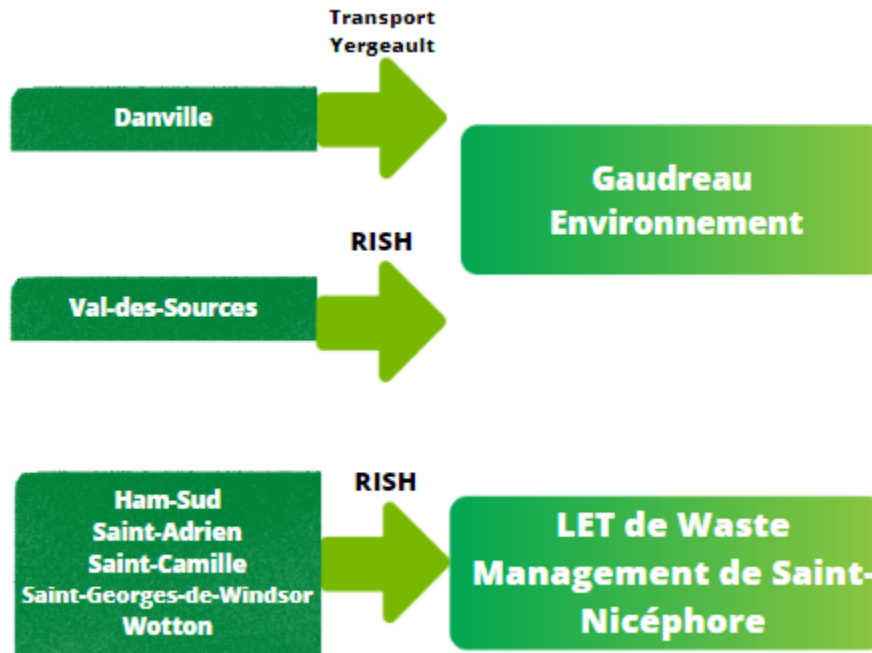 Transport
Yergeault
Danville
Gaudreau
Environnement
RISH
Val-des-Sources
RISH
Ham-Sud
Saint-Adrien
Saint-Camille
Saint-Georges-de-Windsor
Wotton
LET de Waste
Management de Saint-
Nicéphore